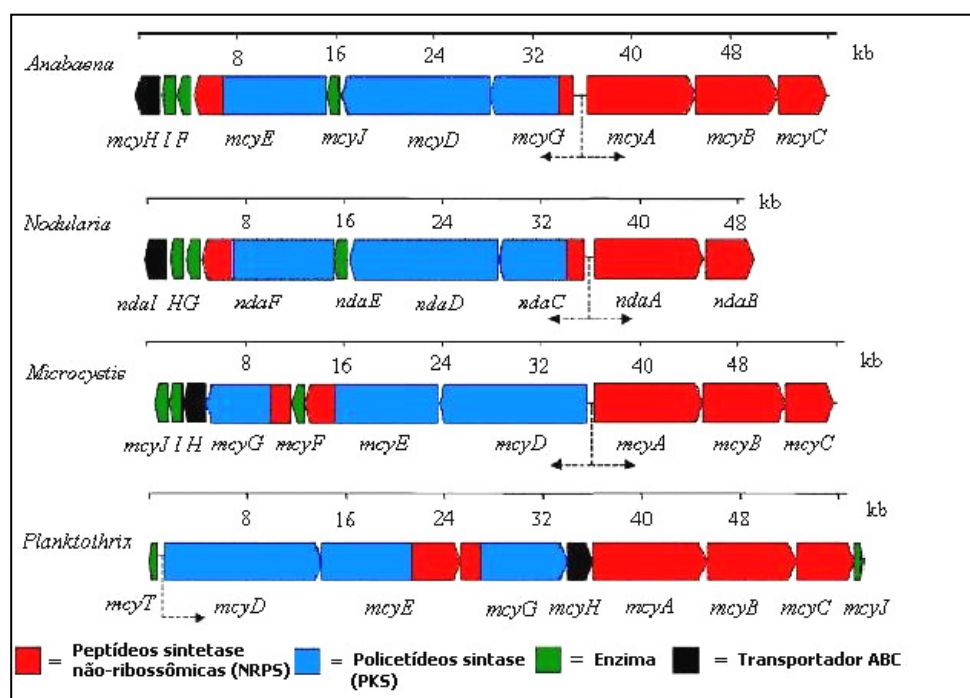 8 16 24 32 40 48 kb
Anabaena
mcyH I F mcyE mcyJ mcyD mcyG mcyA mcyB mcyC
8 16 24 32 40 48 kb
Nodularia
ndaI HG ndaF ndaE ndaD ndaC ndaA ndaB
8 16 24 32 40 48 kb
Microcystis
mcyJ I H mcyG mcyF mcyE mcyD mcyA mcyB mcyC
8 16 24 32 40 48 kb
Planktothrix
mcyT mcyD mcyE mcyG mcyH mcyA mcyB mcyC mcyJ
= Peptídeos sintetase
não-ribossômicas (NRPS)
= Policetídeos sintase
(PKS)
= Enzima
= Transportador ABC